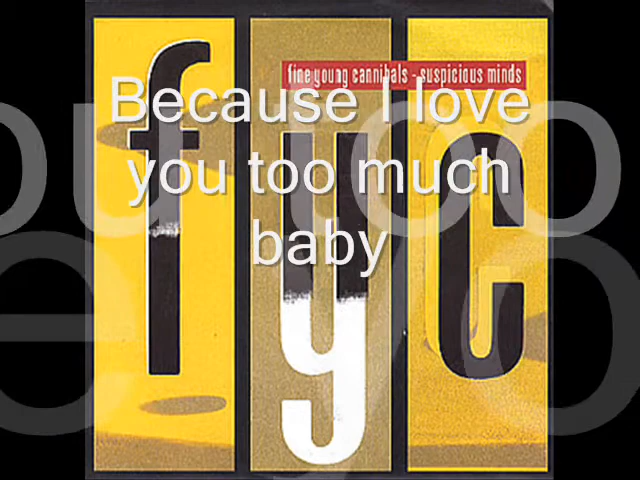 fine young cannibals - suspicious minds
Because I love
you too much
baby
fyc